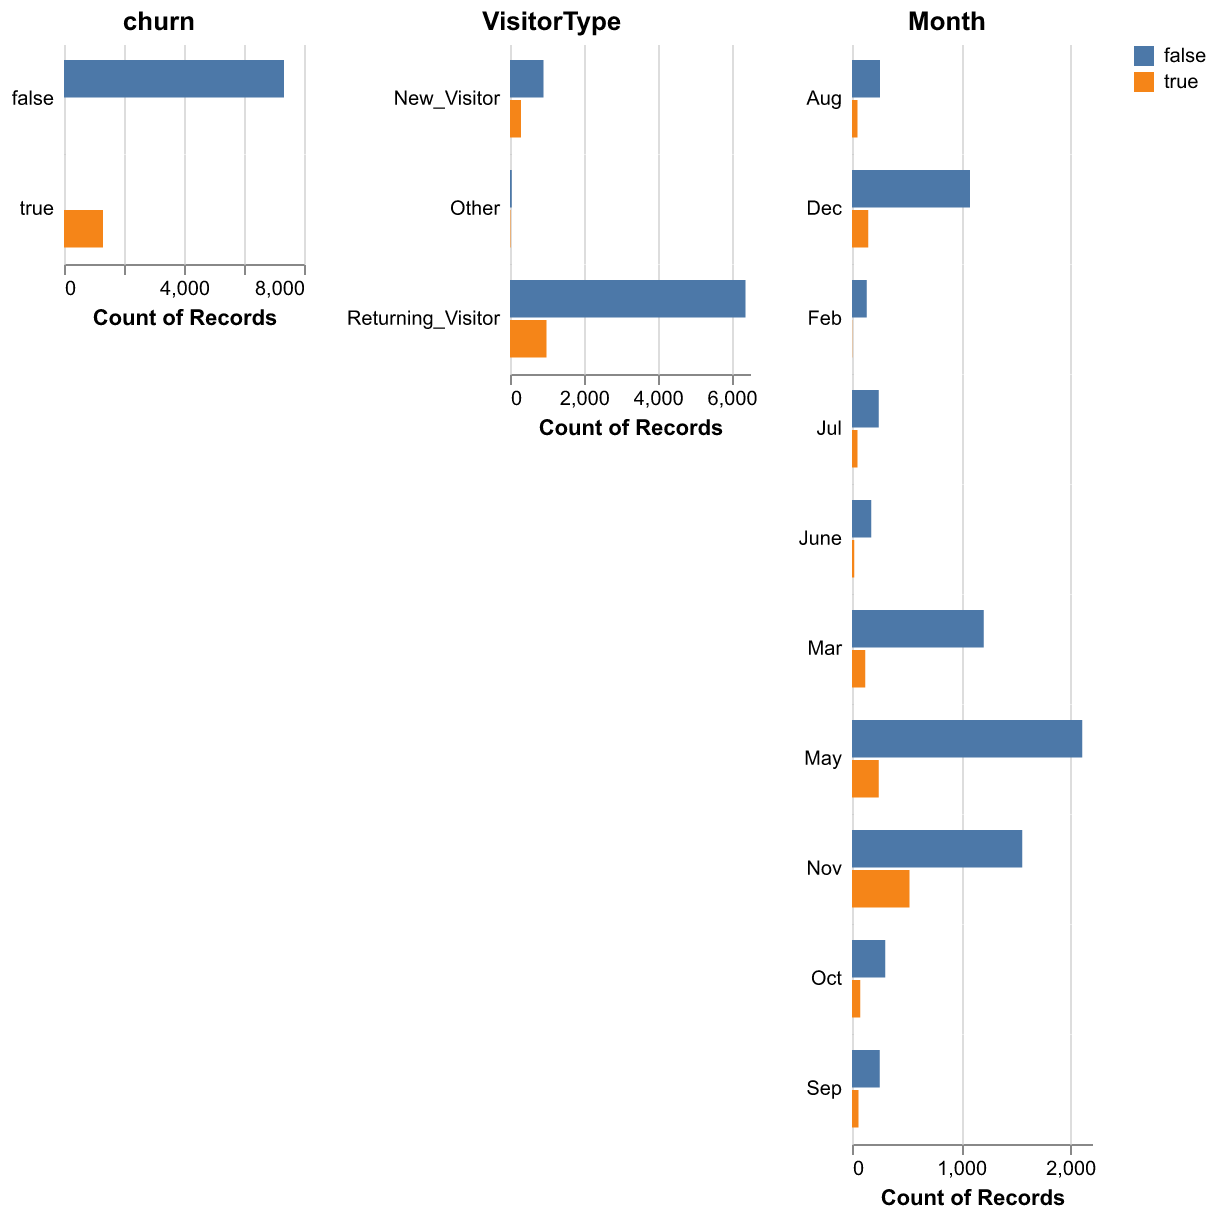 churn
false
true
0 4,000 8,000
Count of Records
VisitorType
New_Visitor
Other
Returning_Visitor
0 2,000 4,000 6,000
Count of Records
Month
Aug
Dec
Feb
Jul
June
Mar
May
Nov
Oct
Sep
0 1,000 2,000
Count of Records
false
true